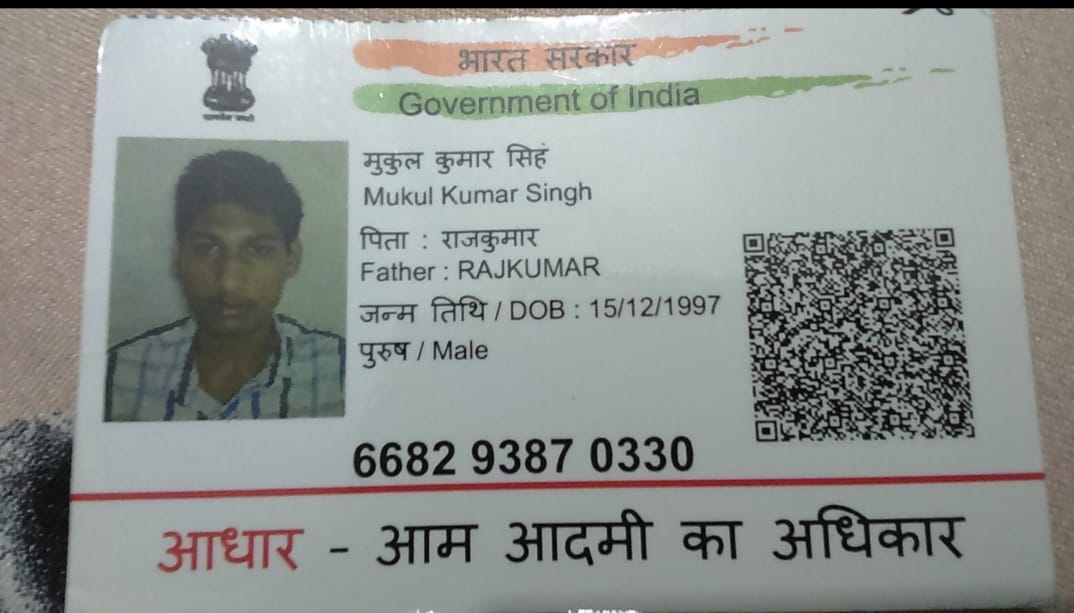 भारत सरकार
Government of India
मुकुल कुमार सिहं
Mukul Kumar Singh
पिता : राजकुमार
Father : RAJKUMAR
जन्म तिथि / DOB : 15/12/1997
पुरुष / Male
6682 9387 0330
आधार - आम आदमी का अधिकार